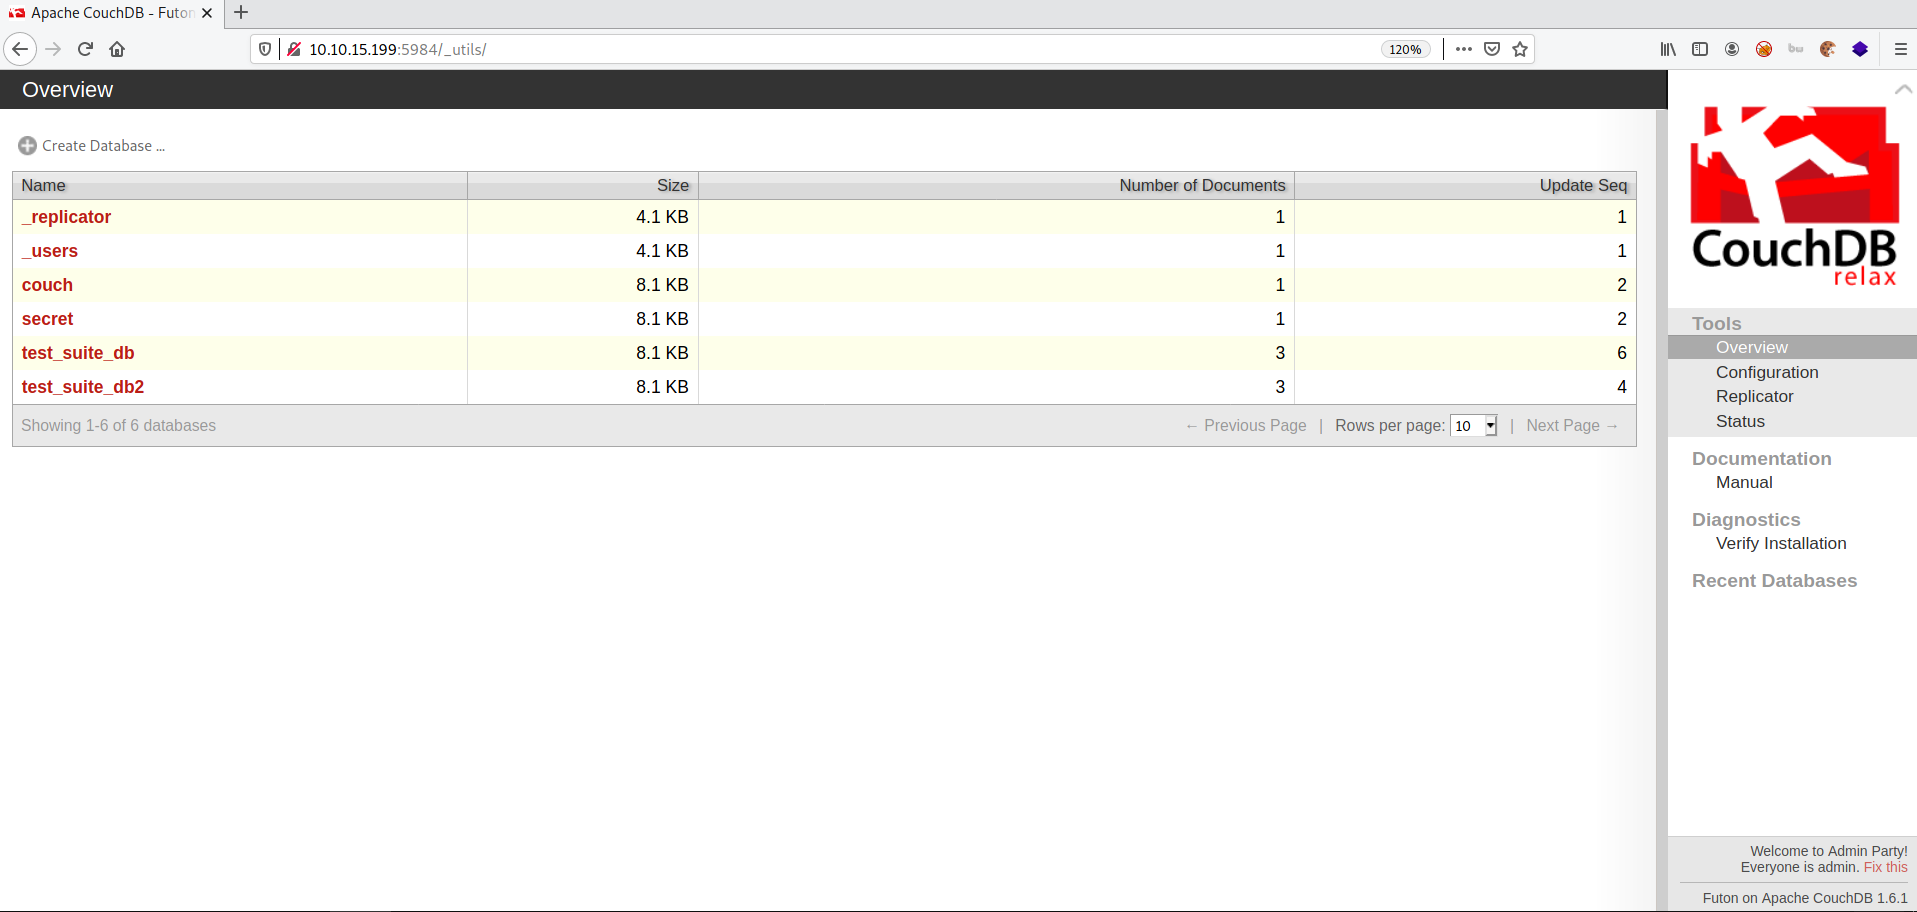 Apache CouchDB - Futon
10.10.15.199:5984/_utils/
120%
Overview
Create Database ...
Name Size Number of Documents Update Seq
_replicator 4.1 KB 1 1
_users 4.1 KB 1 1
couch 8.1 KB 1 2
secret 8.1 KB 1 2
test_suite_db 8.1 KB 3 6
test_suite_db2 8.1 KB 3 4
Showing 1-6 of 6 databases ← Previous Page | Rows per page: 10 | Next Page →
CouchDB
relax
Tools
Overview
Configuration
Replicator
Status
Documentation
Manual
Diagnostics
Verify Installation
Recent Databases
Welcome to Admin Party!
Everyone is admin. Fix this
Futon on Apache CouchDB 1.6.1